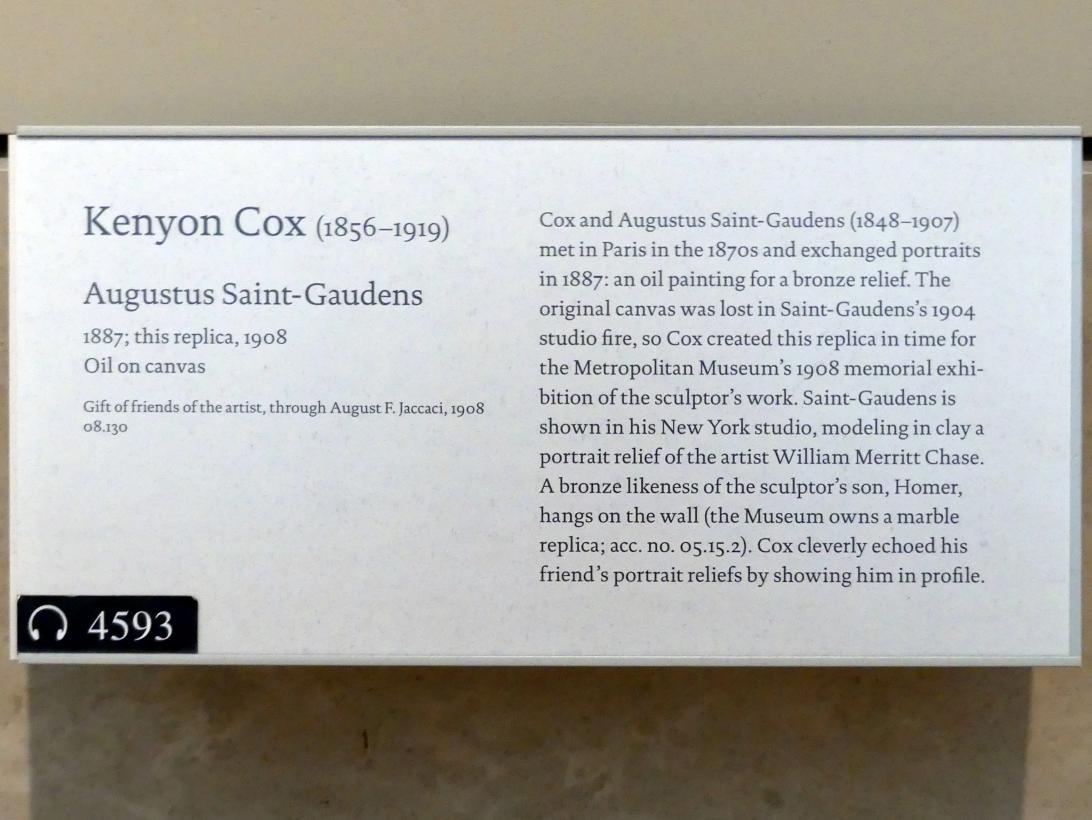 Kenyon Cox (1856–1919)
Augustus Saint-Gaudens
1887; this replica, 1908
Oil on canvas
Gift of friends of the artist, through August F. Jaccaci, 1908
08.130
4593
Cox and Augustus Saint-Gaudens (1848–1907)
met in Paris in the 1870s and exchanged portraits
in 1887: an oil painting for a bronze relief. The
original canvas was lost in Saint-Gaudens’s 1904
studio fire, so Cox created this replica in time for
the Metropolitan Museum’s 1908 memorial exhi-
bition of the sculptor’s work. Saint-Gaudens is
shown in his New York studio, modeling in clay a
portrait relief of the artist William Merritt Chase.
A bronze likeness of the sculptor’s son, Homer,
hangs on the wall (the Museum owns a marble
replica; acc. no. 05.15.2). Cox cleverly echoed his
friend’s portrait reliefs by showing him in profile.